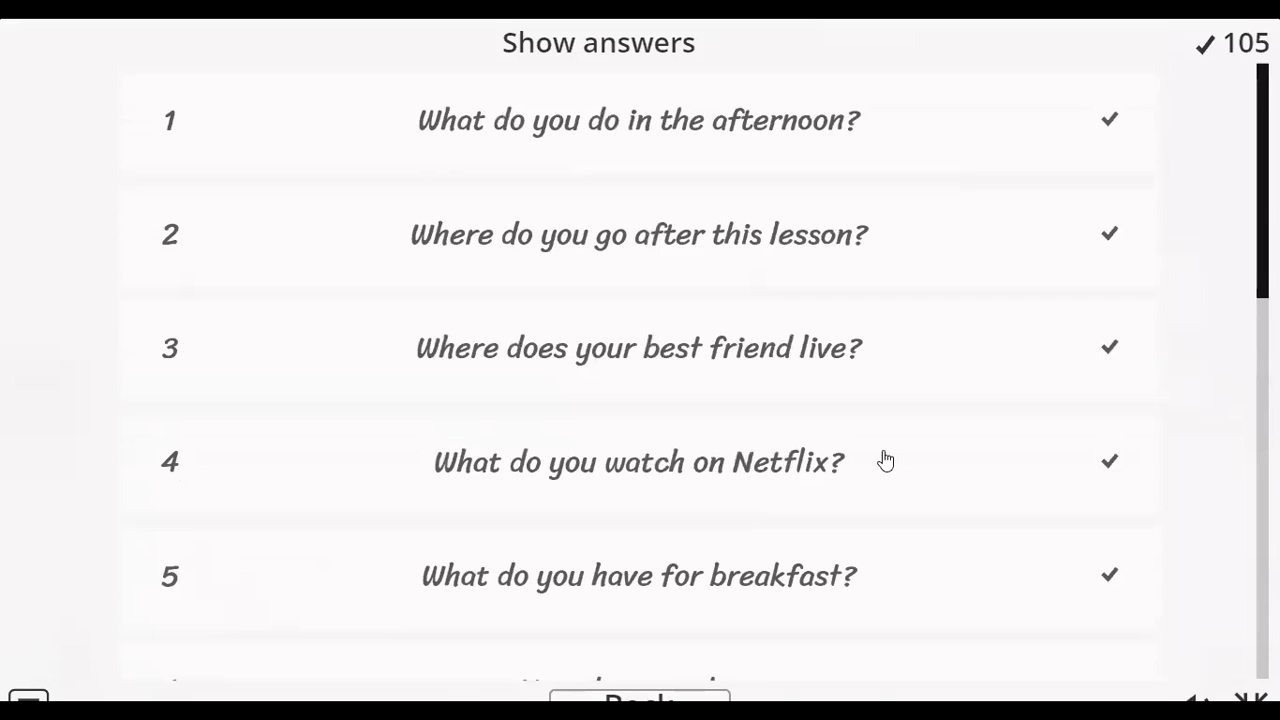 Show answers
105
1 What do you do in the afternoon?
2 Where do you go after this lesson?
3 Where does your best friend live?
4 What do you watch on Netflix?
5 What do you have for breakfast?
Back